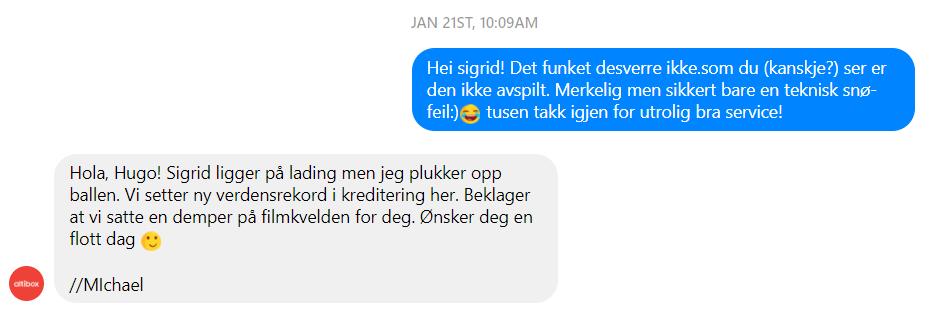 JAN 21ST, 10:09AM
Hei sigrid! Det funket desverre ikke.som du (kanskje?) ser er
den ikke avspilt. Merkelig men sikkert bare en teknisk snø-
feil:)😂 tusen takk igjen for utrolig bra service!
Hola, Hugo! Sigrid ligger på lading men jeg plukker opp
ballen. Vi setter ny verdensrekord i kreditering her. Beklager
at vi satte en demper på filmkvelden for deg. Ønsker deg en
flott dag 🙂
//MIchael
altibox